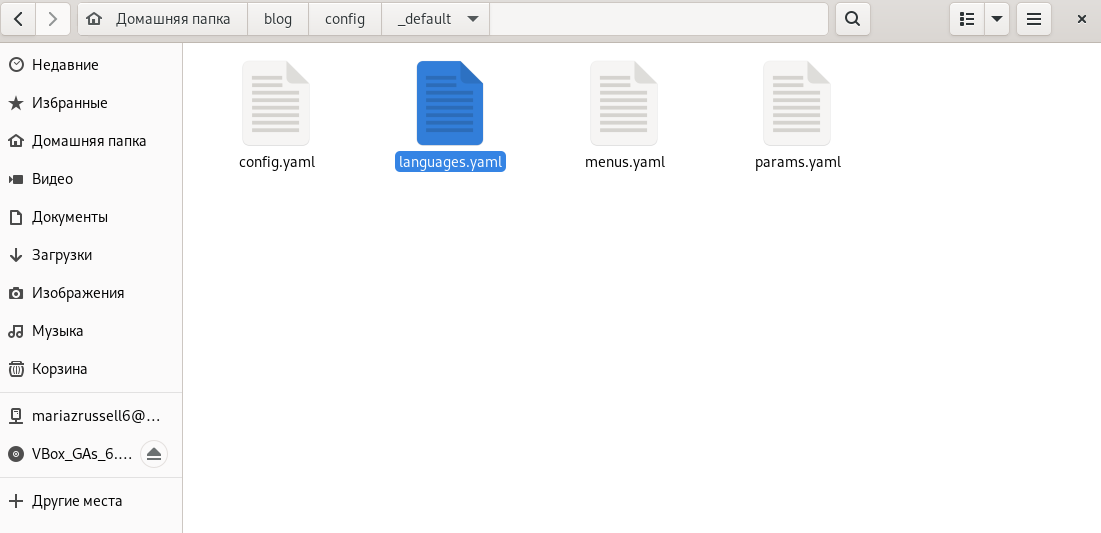 Домашняя папка blog config _default
Недавние
Избранные
Домашняя папка
Видео
Документы
Загрузки
Изображения
Музыка
Корзина
mariazrussell6@...
VBox_GAs_6....
Другие места
config.yaml languages.yaml menus.yaml params.yaml